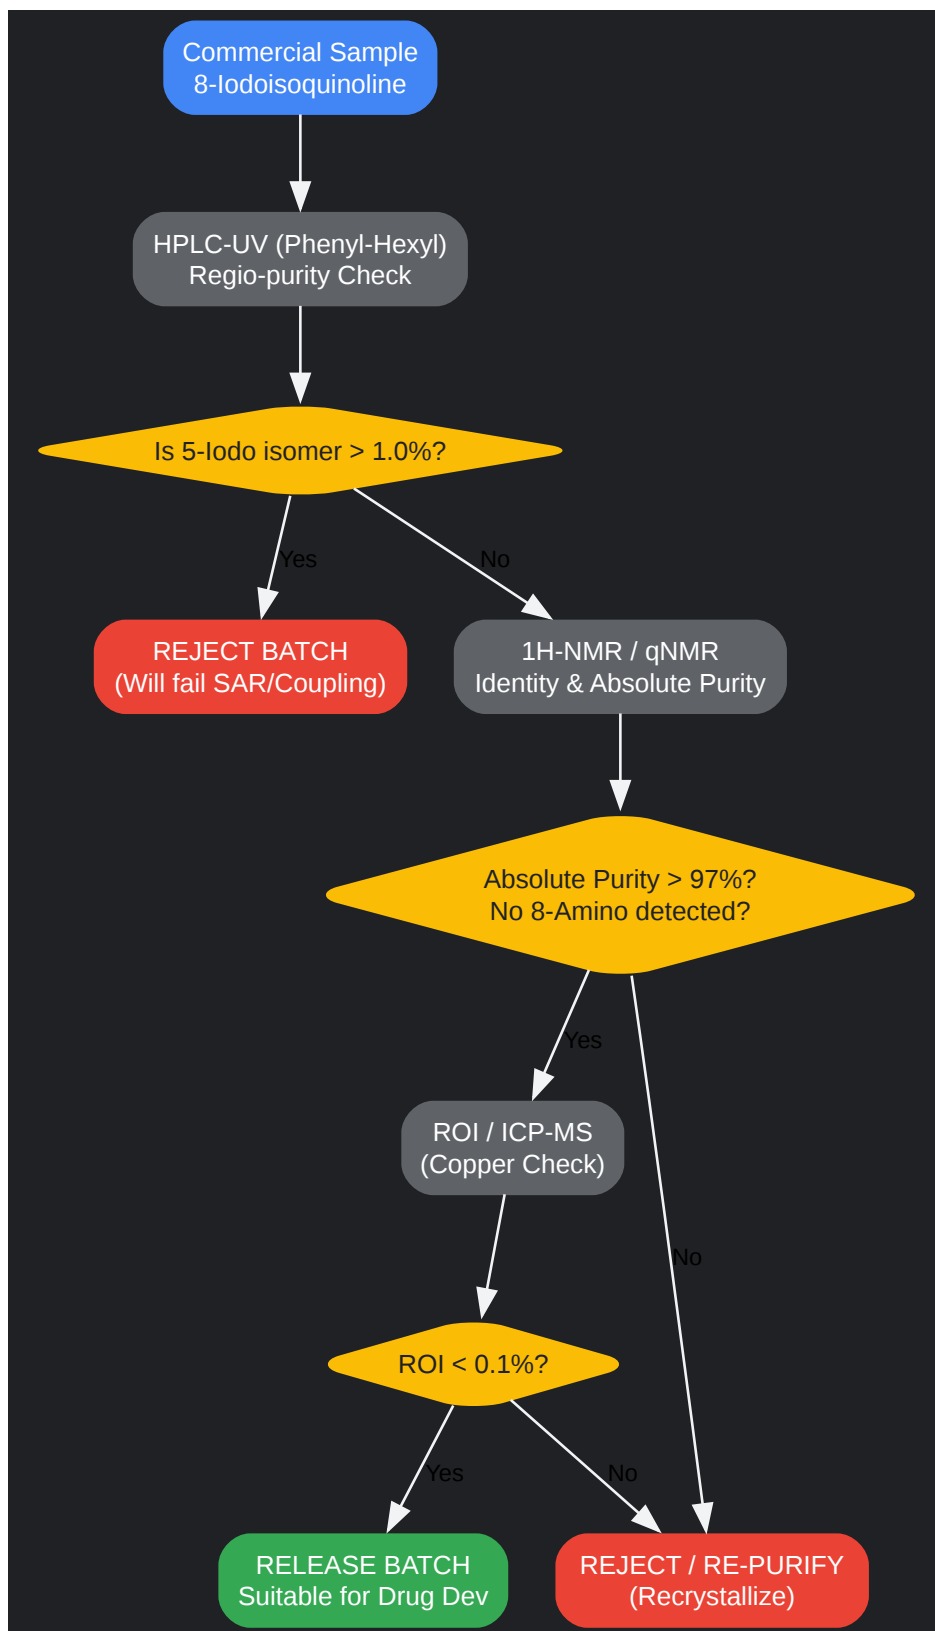 Commercial Sample
8-Iodoisoquinoline
HPLC-UV (Phenyl-Hexyl)
Regio-purity Check
Is 5-Iodo isomer > 1.0%?
Yes
No
REJECT BATCH
(Will fail SAR/Coupling)
1H-NMR / qNMR
Identity & Absolute Purity
Absolute Purity > 97%?
No 8-Amino detected?
Yes
ROI / ICP-MS
(Copper Check)
No
ROI < 0.1%?
Yes
No
RELEASE BATCH
Suitable for Drug Dev
REJECT / RE-PURIFY
(Recrystallize)